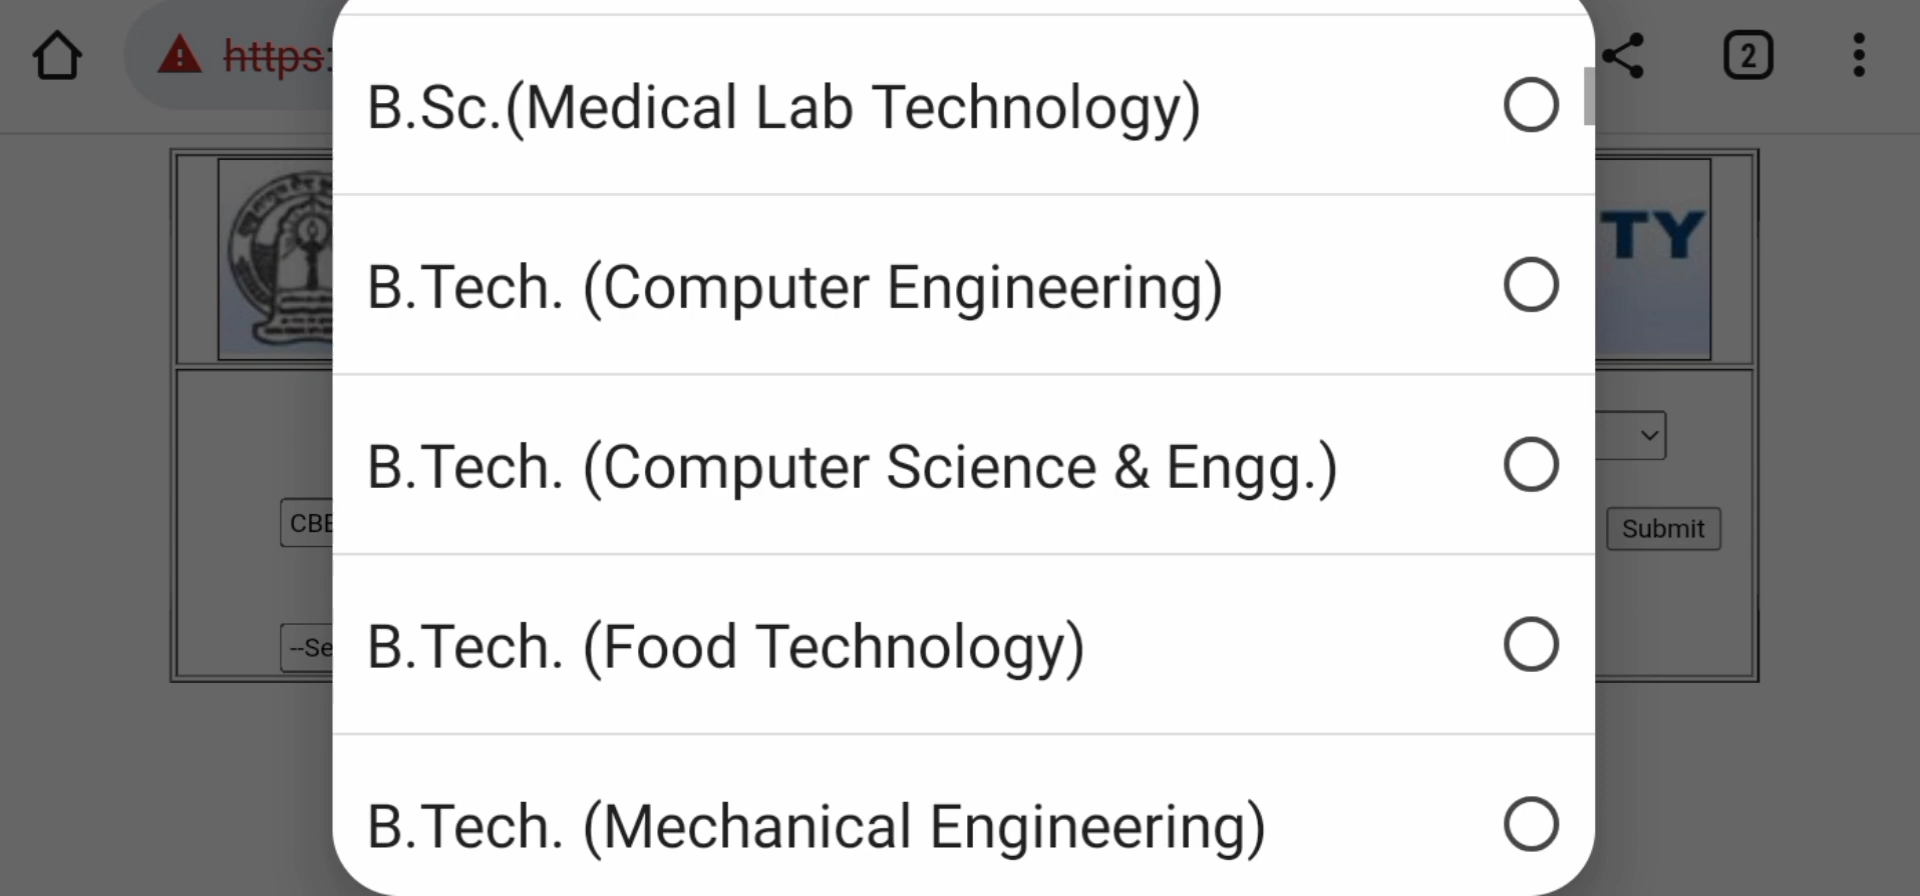 https:
2
B.Sc.(Medical Lab Technology)
B.Tech. (Computer Engineering)
TY
B.Tech. (Computer Science & Engg.)
CBE
Submit
B.Tech. (Food Technology)
--Se
B.Tech. (Mechanical Engineering)